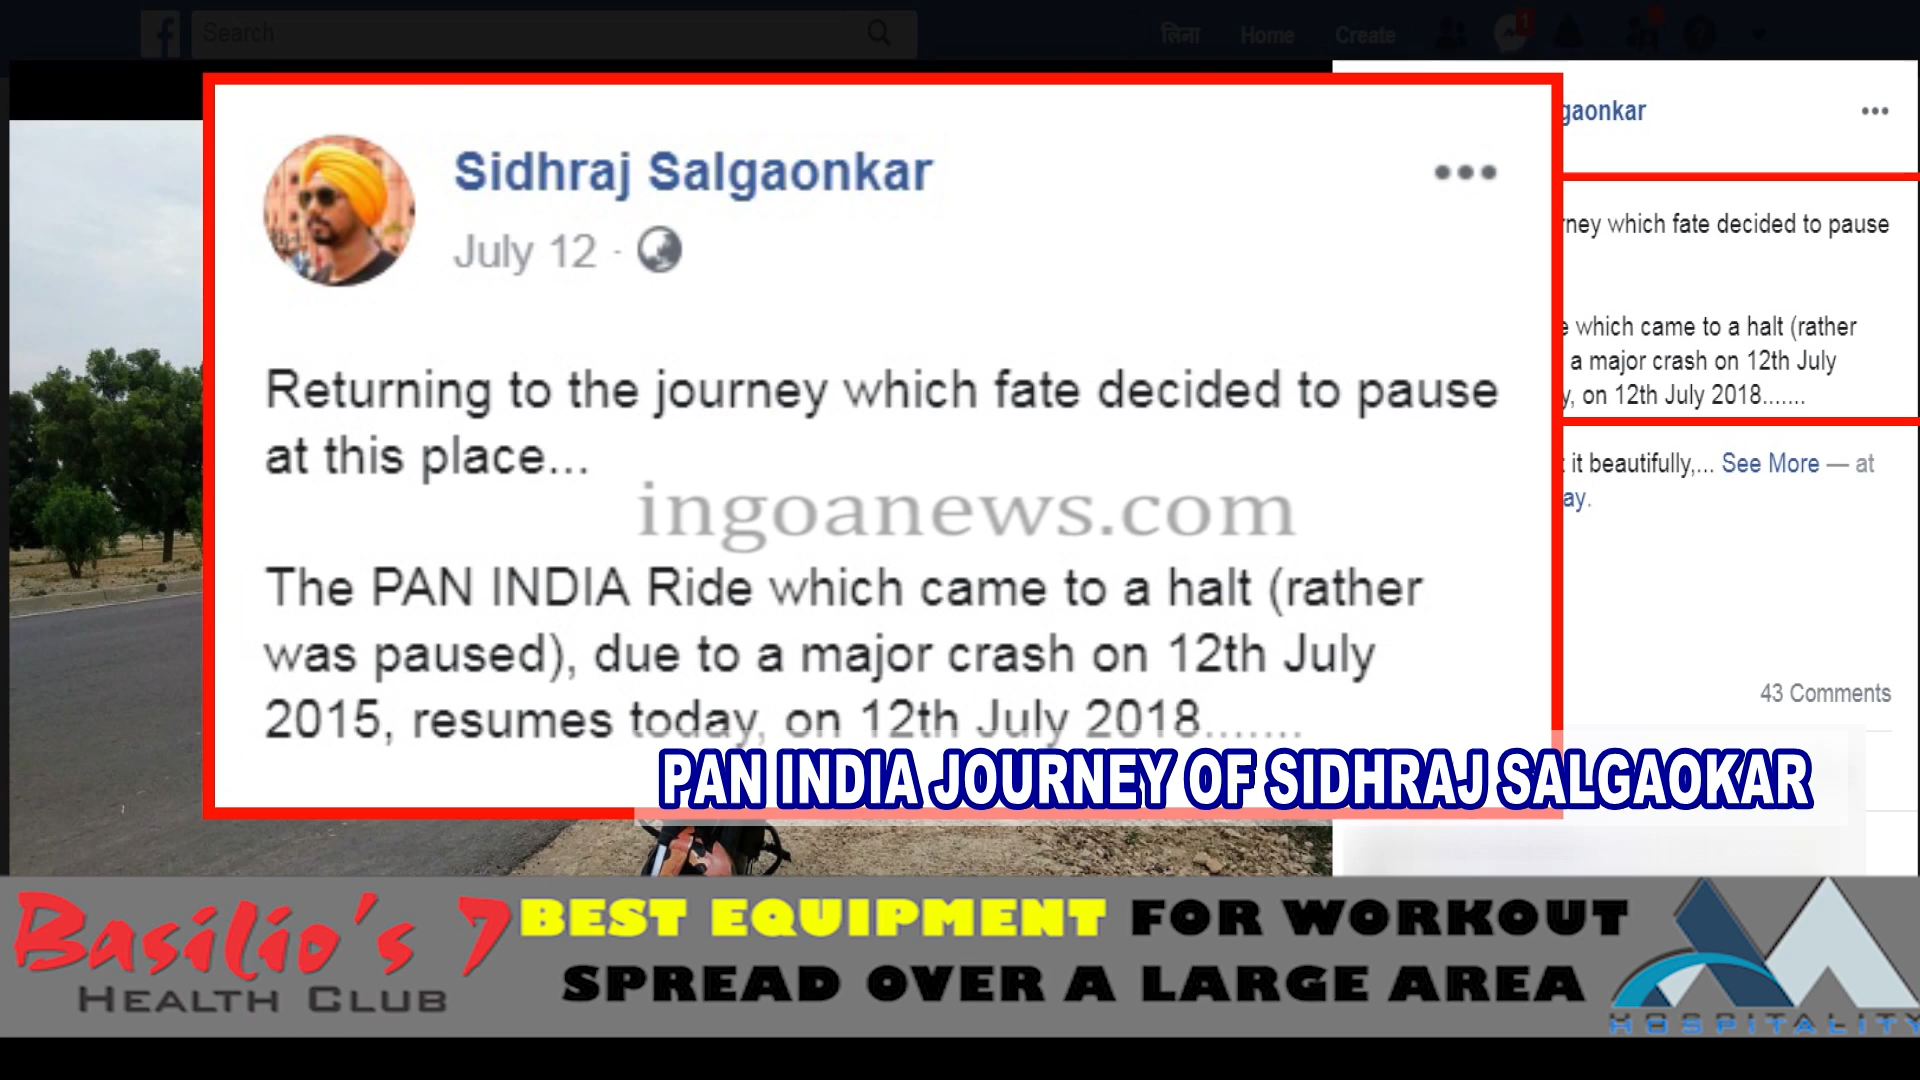 Search
लिना
Home
Create
1
gaonkar
Sidhraj Salgaonkar
July 12 ·
rney which fate decided to pause
which came to a halt (rather
a major crash on 12th July
y, on 12th July 2018.......
Returning to the journey which fate decided to pause
at this place...
ingoanews.com
The PAN INDIA Ride which came to a halt (rather
was paused), due to a major crash on 12th July
2015, resumes today, on 12th July 2018.......
it beautifully,... See More — at
ay.
43 Comments
PAN INDIA JOURNEY OF SIDHRAJ SALGAOKAR
Basilio's 7
HEALTH CLUB
BEST EQUIPMENT FOR WORKOUT
SPREAD OVER A LARGE AREA
HOSPITALITY